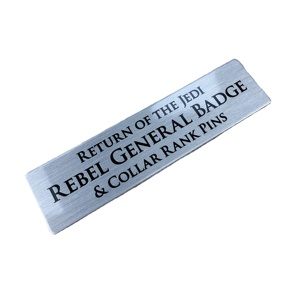 Return of the Jedi
Rebel General Badge
& Collar Rank Pins